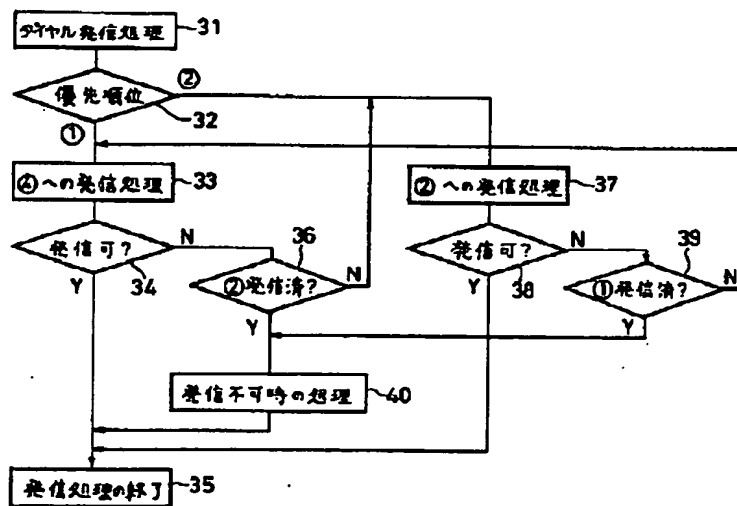 ダイヤル発信処理 31
優先順位 32
②
①
②への発信処理 33
②への発信処理 37
発信可? 34
N
Y
36
②発信済?
N
Y
発信可? 38
N
Y
39
①発信済?
N
Y
発信不可時の処理 40
発信処理の終了 35